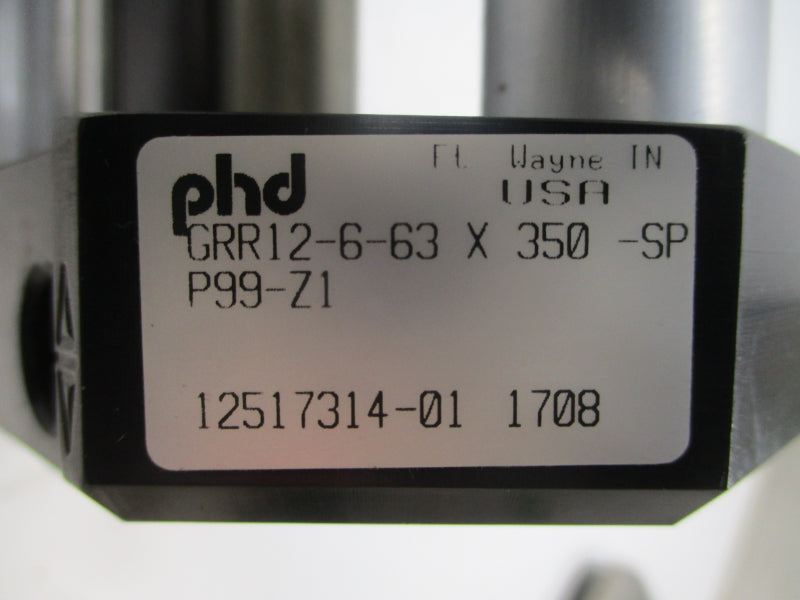 phd
Ft. Wayne IN
USA
GRR12-6-63 X 350 -SP
P99-Z1
12517314-01 1708